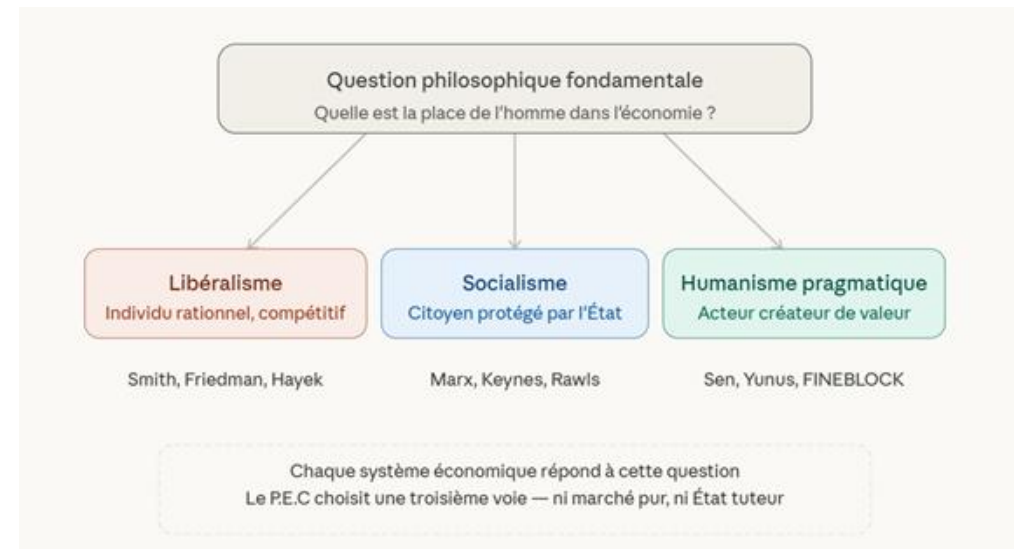 Question philosophique fondamentale
Quelle est la place de l'homme dans l'économie ?
Libéralisme
Individu rationnel, compétitif
Socialisme
Citoyen protégé par l'État
Humanisme pragmatique
Acteur créateur de valeur
Smith, Friedman, Hayek
Marx, Keynes, Rawls
Sen, Yunus, FINEBLOCK
Chaque système économique répond à cette question
Le P.E.C choisit une troisième voie — ni marché pur, ni État tuteur